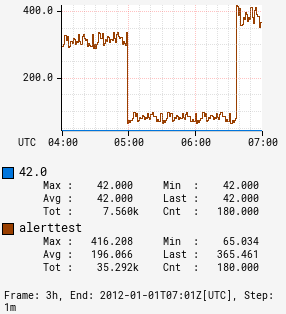 400.0
200.0
UTC 04:00 05:00 06:00 07:00
42.0
Max : 42.000 Min : 42.000
Avg : 42.000 Last : 42.000
Tot : 7.560k Cnt : 180.000
alerttest
Max : 416.208 Min : 65.034
Avg : 196.066 Last : 365.461
Tot : 35.292k Cnt : 180.000
Frame: 3h, End: 2012-01-01T07:01Z[UTC], Step:
1m